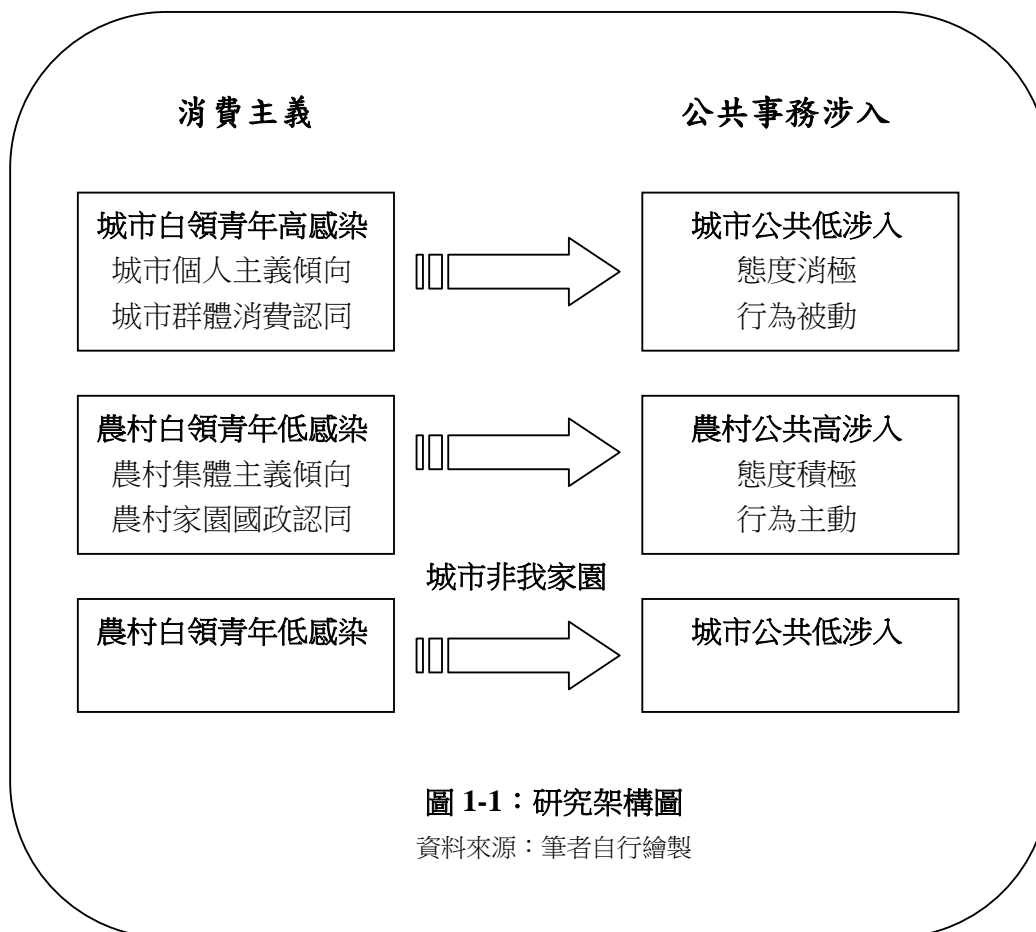 消費主義
公共事務涉入
城市白領青年高感染
城市個人主義傾向
城市群體消費認同
城市公共低涉入
態度消極
行為被動
農村白領青年低感染
農村集體主義傾向
農村家園國政認同
農村公共高涉入
態度積極
行為主動
城市非我家園
農村白領青年低感染
城市公共低涉入
圖 1-1：研究架構圖
資料來源：筆者自行繪製